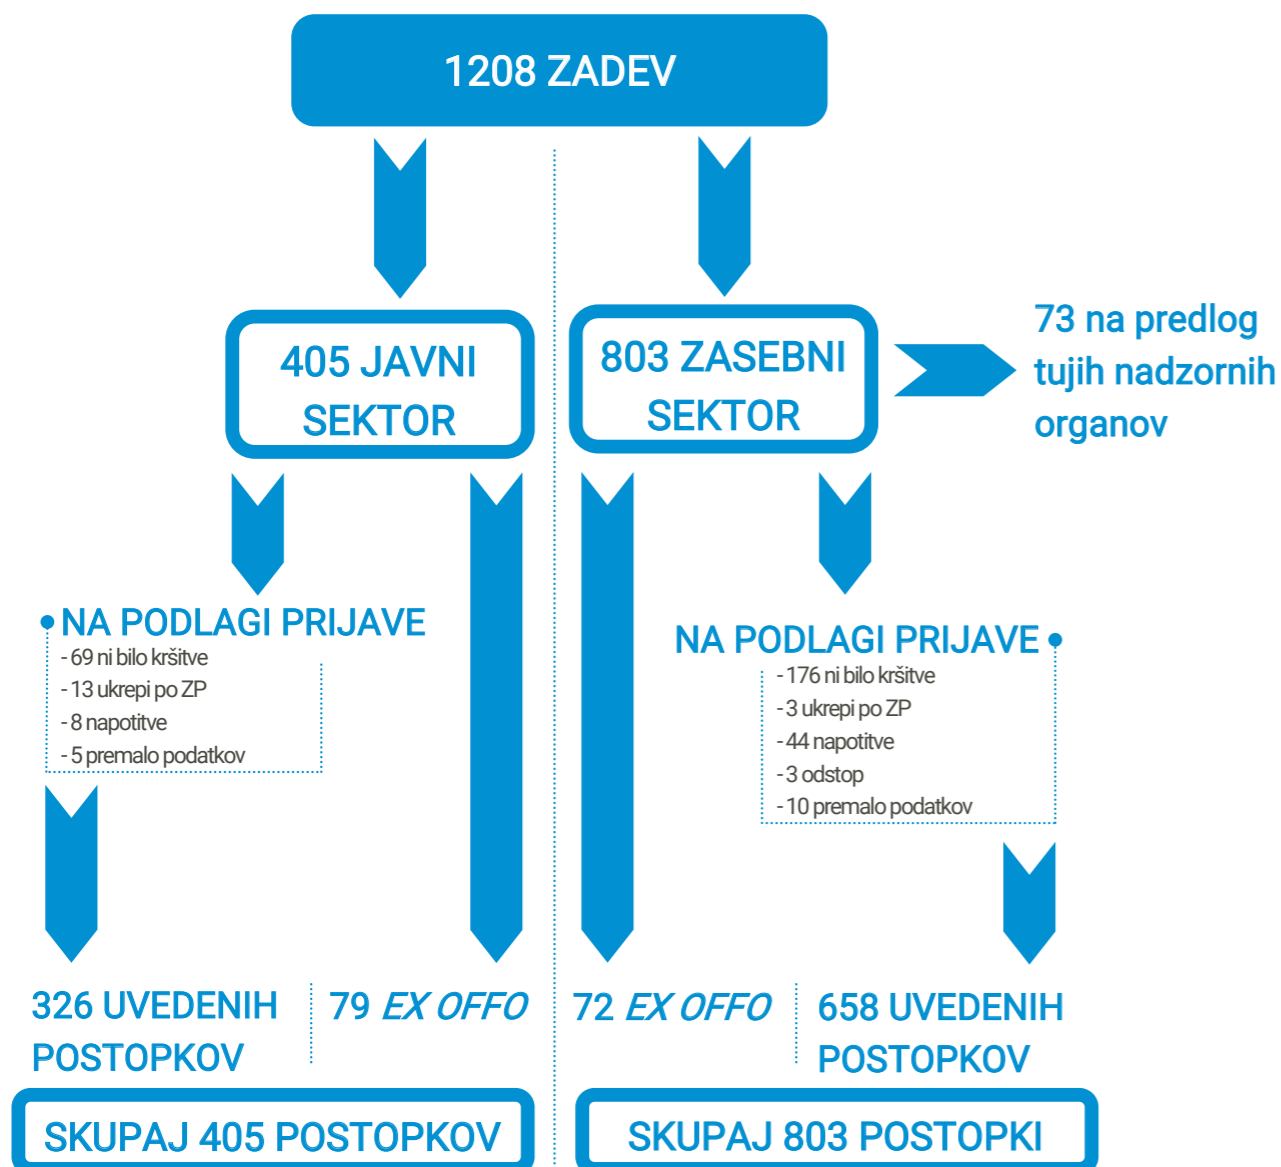 1208 ZADEV
405 JAVNI
SEKTOR
803 ZASEBNI
SEKTOR
73 na predlog
tujih nadzornih
organov
NA PODLAGI PRIJAVE
- 69 ni bilo kršitve
- 13 ukrepi po ZP
- 8 napotitve
- 5 premalo podatkov
NA PODLAGI PRIJAVE
- 176 ni bilo kršitve
- 3 ukrepi po ZP
- 44 napotitve
- 3 odstop
- 10 premalo podatkov
326 UVEDENIH
POSTOPKOV
79 EX OFFO
72 EX OFFO
658 UVEDENIH
POSTOPKOV
SKUPAJ 405 POSTOPKOV
SKUPAJ 803 POSTOPKI